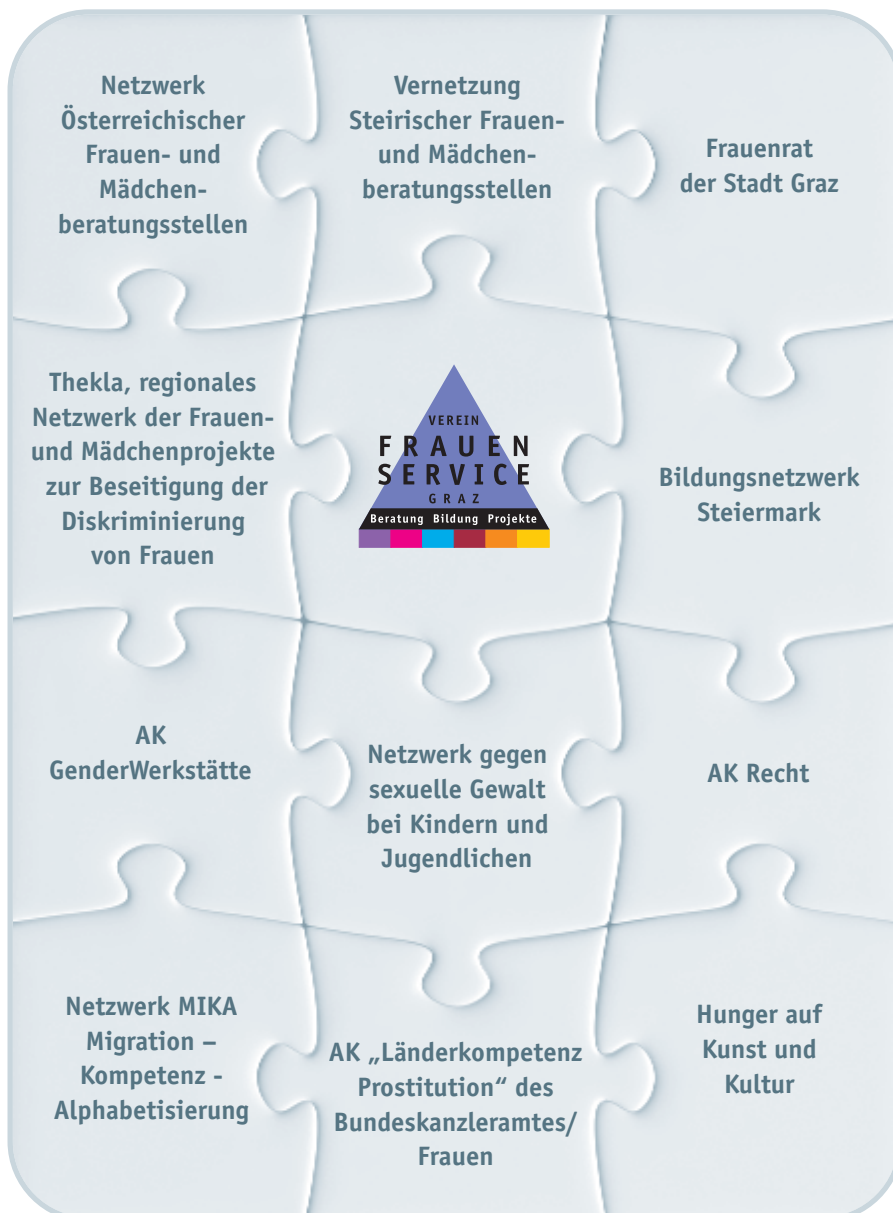 Netzwerk
Österreichischer
Frauen- und
Mädchen-
beratungsstellen
Vernetzung
Steirischer Frauen-
und Mädchen-
beratungsstellen
Frauenrat
der Stadt Graz
Thekla, regionales
Netzwerk der Frauen-
und Mädchenprojekte
zur Beseitigung der
Diskriminierung
von Frauen
VEREIN
FRAUEN
SERVICE
GRAZ
Beratung Bildung Projekte
Bildungsnetzwerk
Steiermark
AK
GenderWerkstätte
Netzwerk gegen
sexuelle Gewalt
bei Kindern und
Jugendlichen
AK Recht
Netzwerk MIKA
Migration –
Kompetenz -
Alphabetisierung
AK „Länderkompetenz
Prostitution“ des
Bundeskanzleramtes/
Frauen
Hunger auf
Kunst und
Kultur